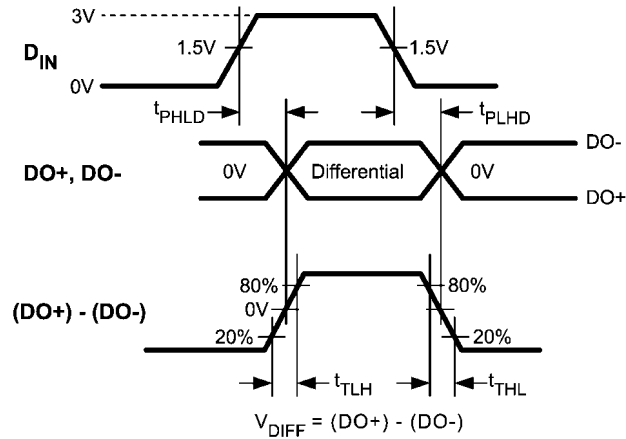 3V
1.5V
1.5V
D_IN
0V
t_PHLD
t_PLHD
DO-
DO+, DO-
0V
Differential
0V
DO+
80%
80%
(DO+) - (DO-)
0V
20%
20%
t_TLH
t_THL
V_DIFF = (DO+) - (DO-)